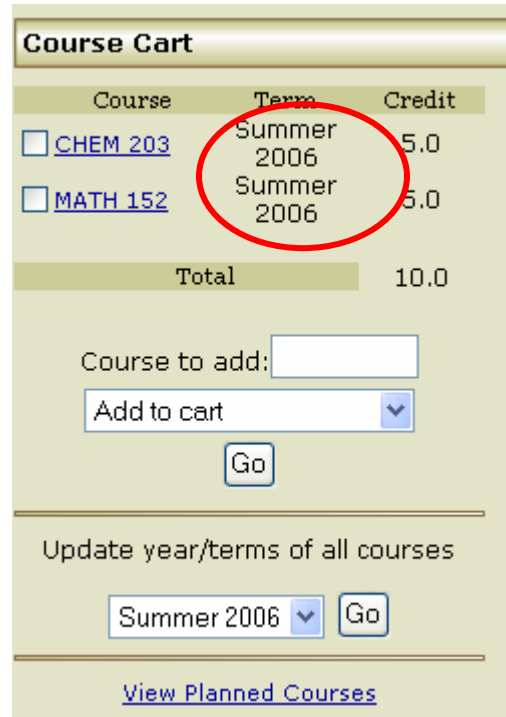 Course Cart
Course Term Credit
CHEM 203 Summer 2006 5.0
MATH 152 Summer 2006 5.0
Total 10.0
Course to add:
Add to cart
Go
Update year/terms of all courses
Summer 2006 Go
View Planned Courses